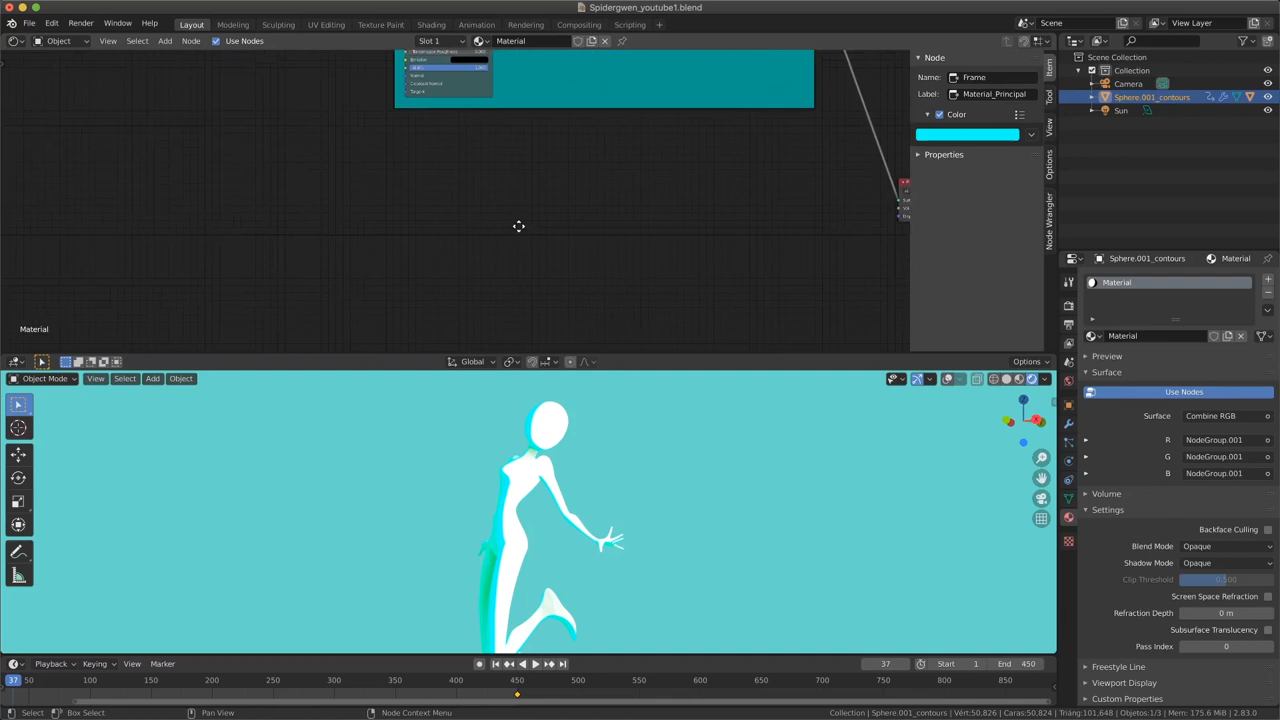 Spidergwen_youtube1.blend
File Edit Render Window Help Layout Modeling Sculpting UV Editing Texture Paint Shading Animation Rendering Compositing Scripting Scene View Layer
Object View Select Add Node Use Nodes Slot 1 Material
Scene Collection
Collection
Camera
Sphere.001_contours
Sun
Node
Name: Frame
Label: Material_Principal
Color
Properties
Item
Tool
View
Options
Node Wrangler
Emission
Normal
Tangent
Material
Global Options
Object Mode View Select Add Object
Sphere.001_contours Material
Material
Material
Preview
Surface
Use Nodes
Surface Combine RGB
R NodeGroup.001
G NodeGroup.001
B NodeGroup.001
Volume
Settings
Backface Culling
Blend Mode Opaque
Shadow Mode Opaque
Clip Threshold 0.500
Screen Space Refraction
Refraction Depth 0 m
Subsurface Translucency
Pass Index 0
Freestyle Line
Viewport Display
Custom Properties
Playback Keying View Marker 37 Start 1 End 450
37 50 100 150 200 250 300 350 400 450 500 550 600 650 700 750 800 850
Select Box Select Pan View Node Context Menu Collection | Sphere.001_contours | Vért:50,826 | Caras:50,824 | Triáng:101,648 | Objetos:1/3 | Mem: 175.6 MiB | 2.83.0